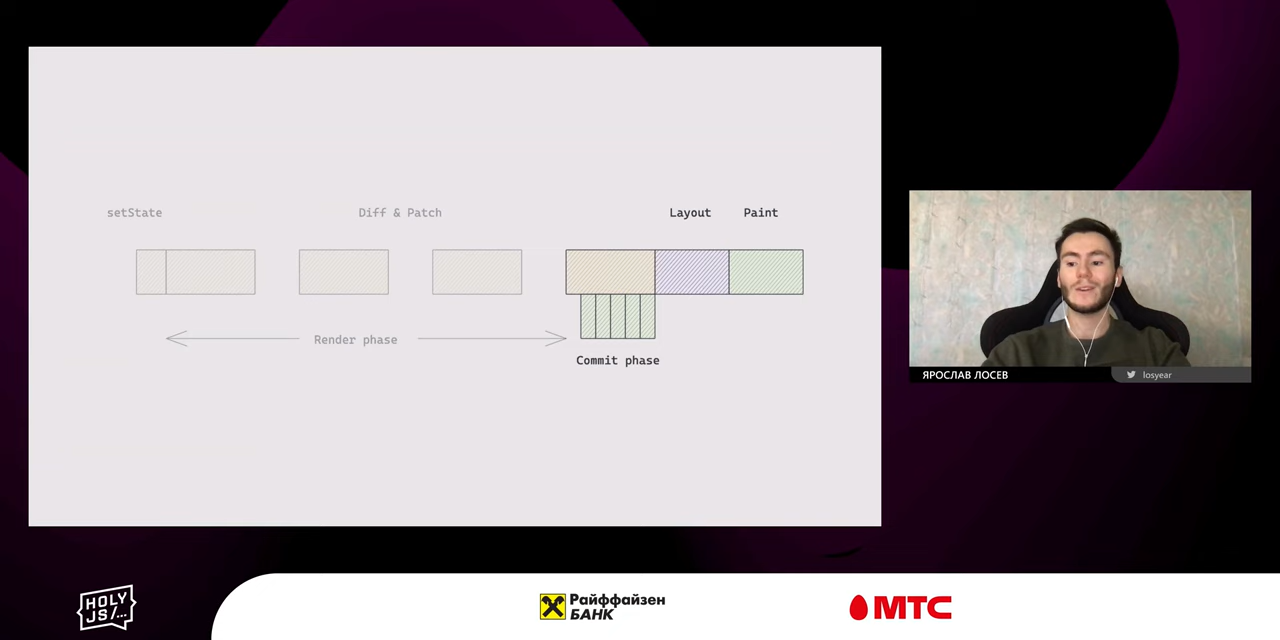 setState
Diff & Patch
Layout
Paint
Render phase
Commit phase
ЯРОСЛАВ ЛОСЕВ
losyear
HOLY
JS/...
Райффайзен
БАНК
МТС